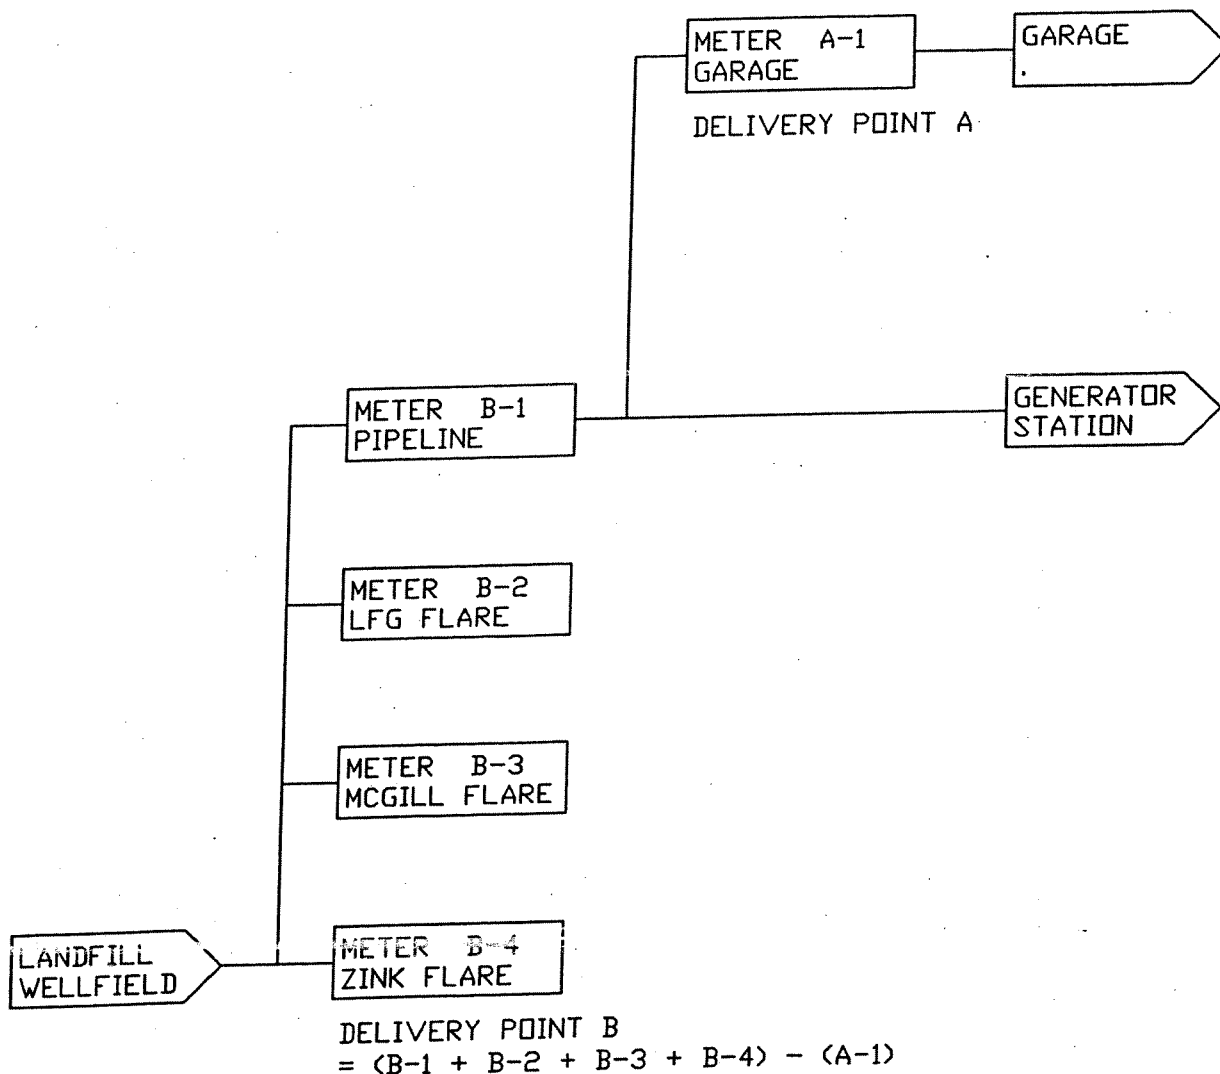 METER A-1
GARAGE
GARAGE
DELIVERY POINT A
METER B-1
PIPELINE
GENERATOR
STATION
METER B-2
LFG FLARE
METER B-3
MCGILL FLARE
LANDFILL
WELLFIELD
METER B-4
ZINK FLARE
DELIVERY POINT B
= (B-1 + B-2 + B-3 + B-4) - (A-1)